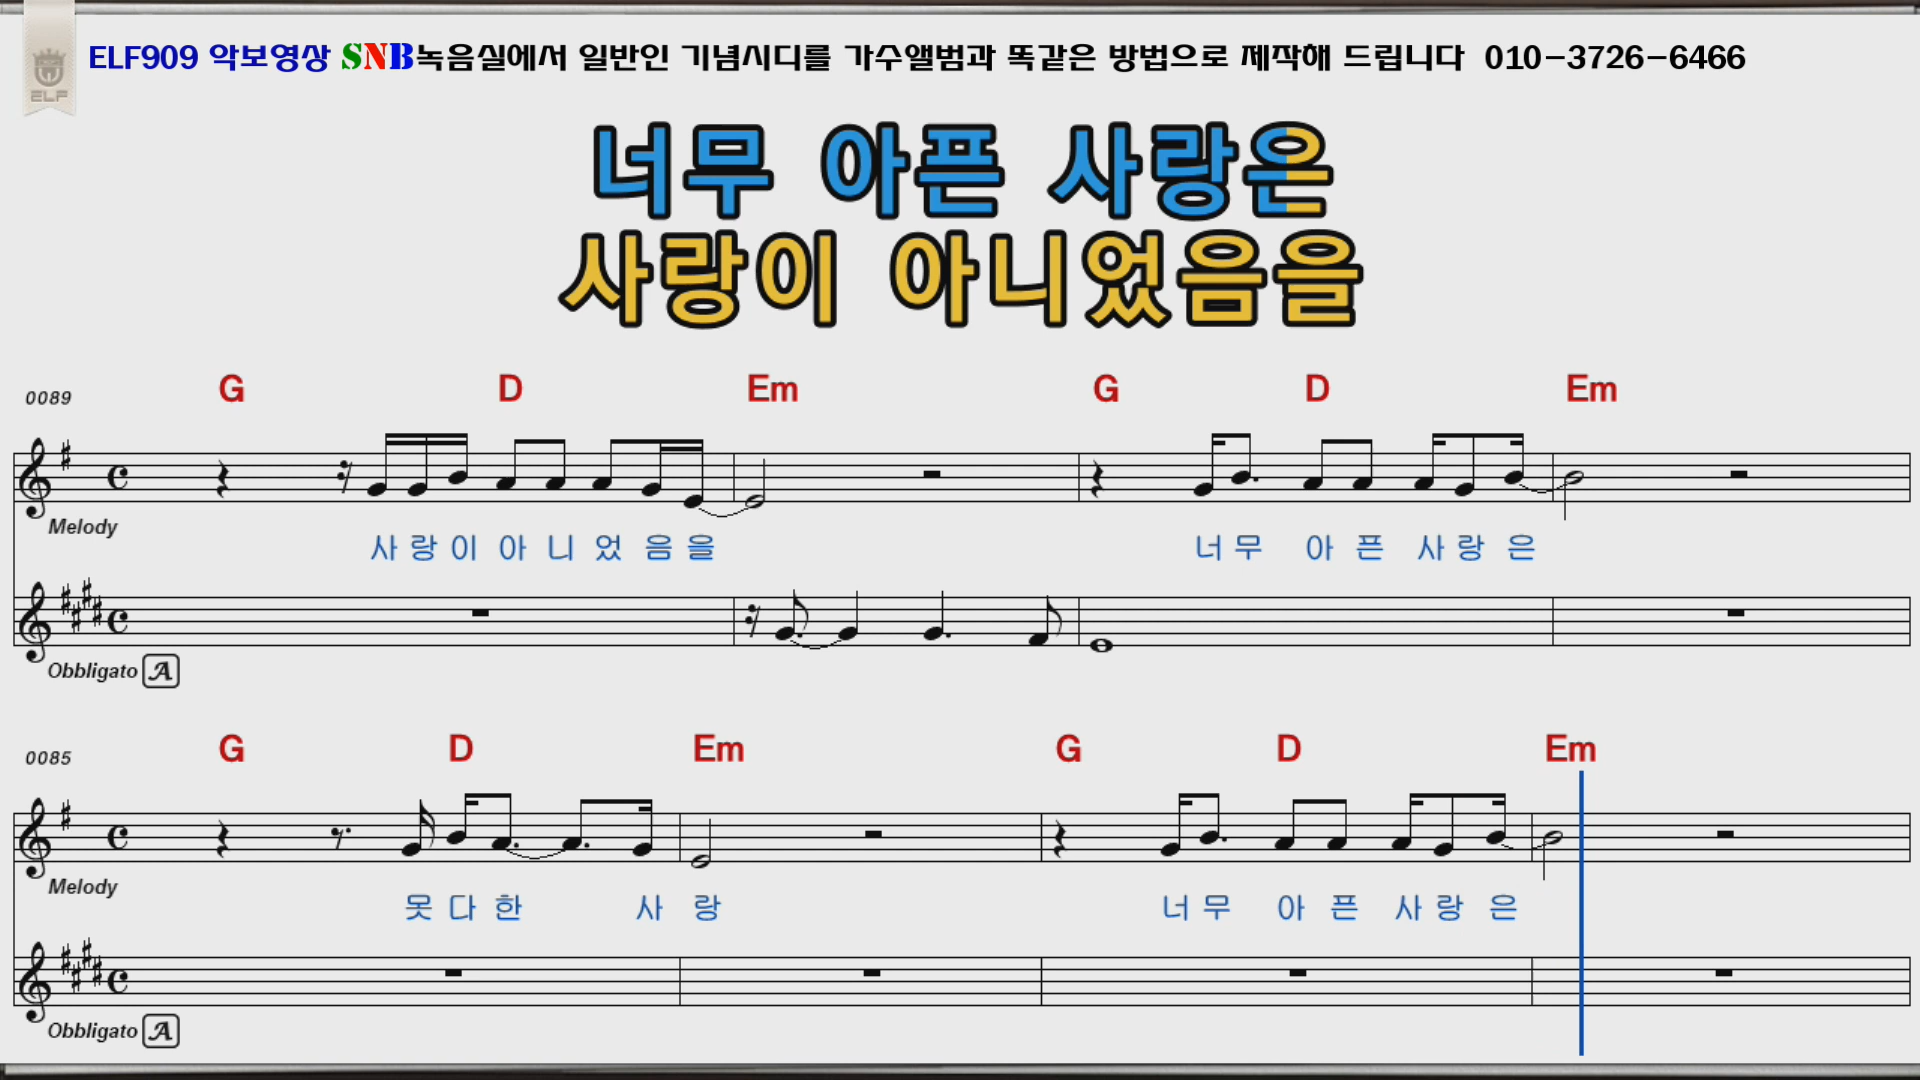 ELF909 악보영상 SNB녹음실에서 일반인 기념시디를 가수앨범과 똑같은 방법으로 제작해 드립니다 010-3726-6466
ELF
너무 아픈 사랑은
사랑이 아니었음을
0089
G D Em G D Em
Melody
사 랑 이 아 니 었 음 을 너 무 아 픈 사 랑 은
Obbligato A
0085
G D Em G D Em
Melody
못 다 한 사 랑 너 무 아 픈 사 랑 은
Obbligato A